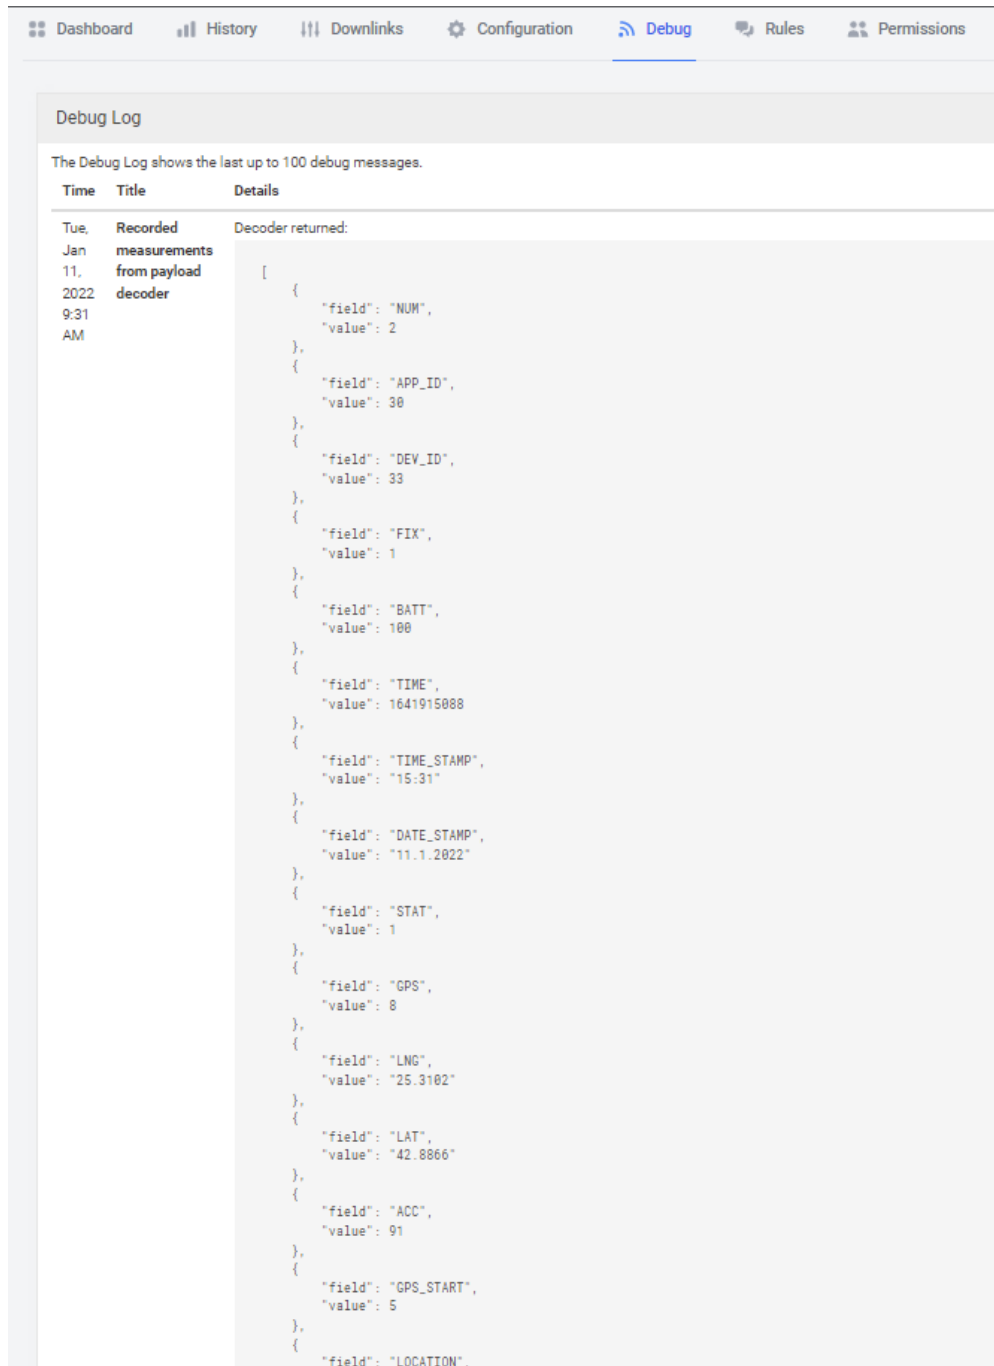 Dashboard History Downlinks Configuration Debug Rules Permissions
Debug Log
The Debug Log shows the last up to 100 debug messages.
Time Title Details
Tue, Jan 11, 2022 9:31 AM
Recorded measurements from payload decoder
Decoder returned:
[
{
"field": "NUM",
"value": 2
},
{
"field": "APP_ID",
"value": 30
},
{
"field": "DEV_ID",
"value": 33
},
{
"field": "FIX",
"value": 1
},
{
"field": "BATT",
"value": 100
},
{
"field": "TIME",
"value": 1641915088
},
{
"field": "TIME_STAMP",
"value": "15:31"
},
{
"field": "DATE_STAMP",
"value": "11.1.2022"
},
{
"field": "STAT",
"value": 1
},
{
"field": "GPS",
"value": 8
},
{
"field": "LNG",
"value": "25.3102"
},
{
"field": "LAT",
"value": "42.8866"
},
{
"field": "ACC",
"value": 91
},
{
"field": "GPS_START",
"value": 5
},
{
"field": "LOCATION",